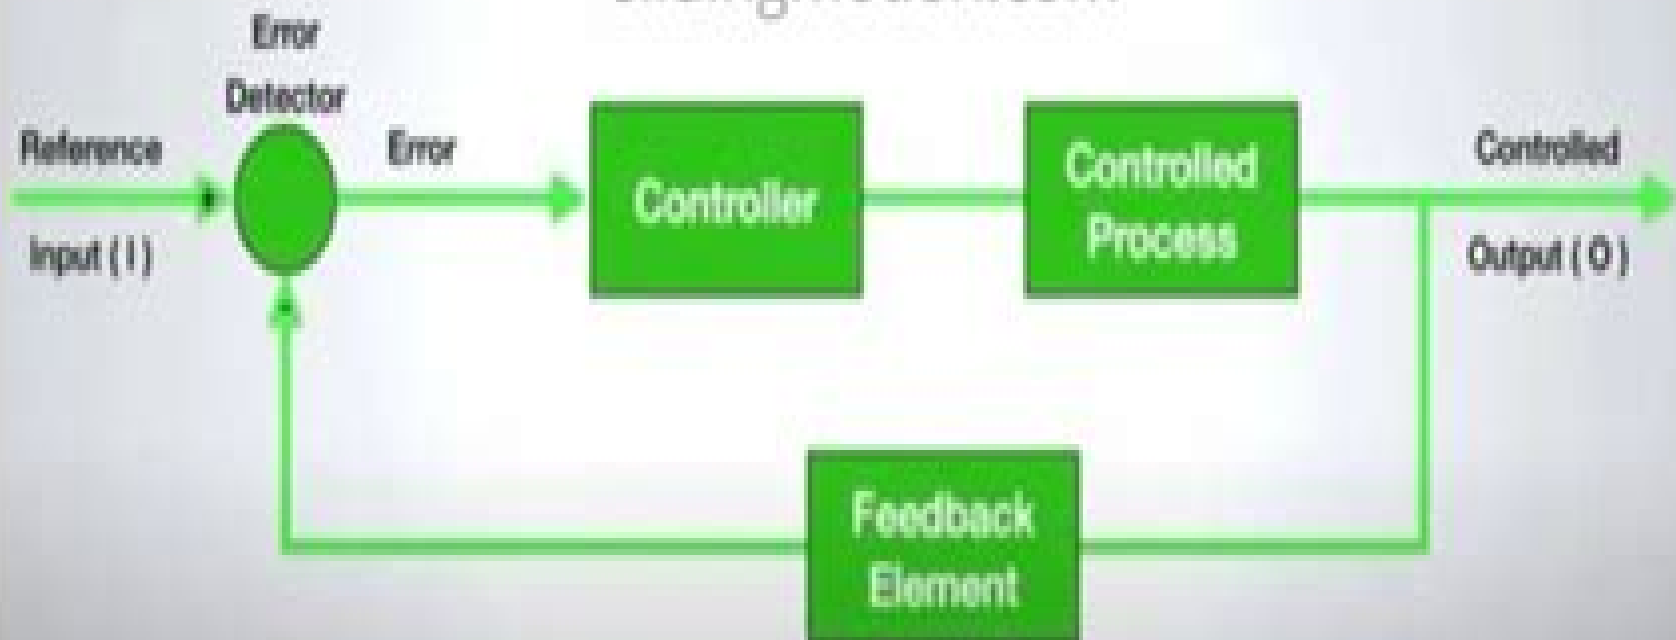 Error
Detector
Reference
Input ( I )
Error
Controller
Controlled
Process
Controlled
Output ( O )
Feedback
Element